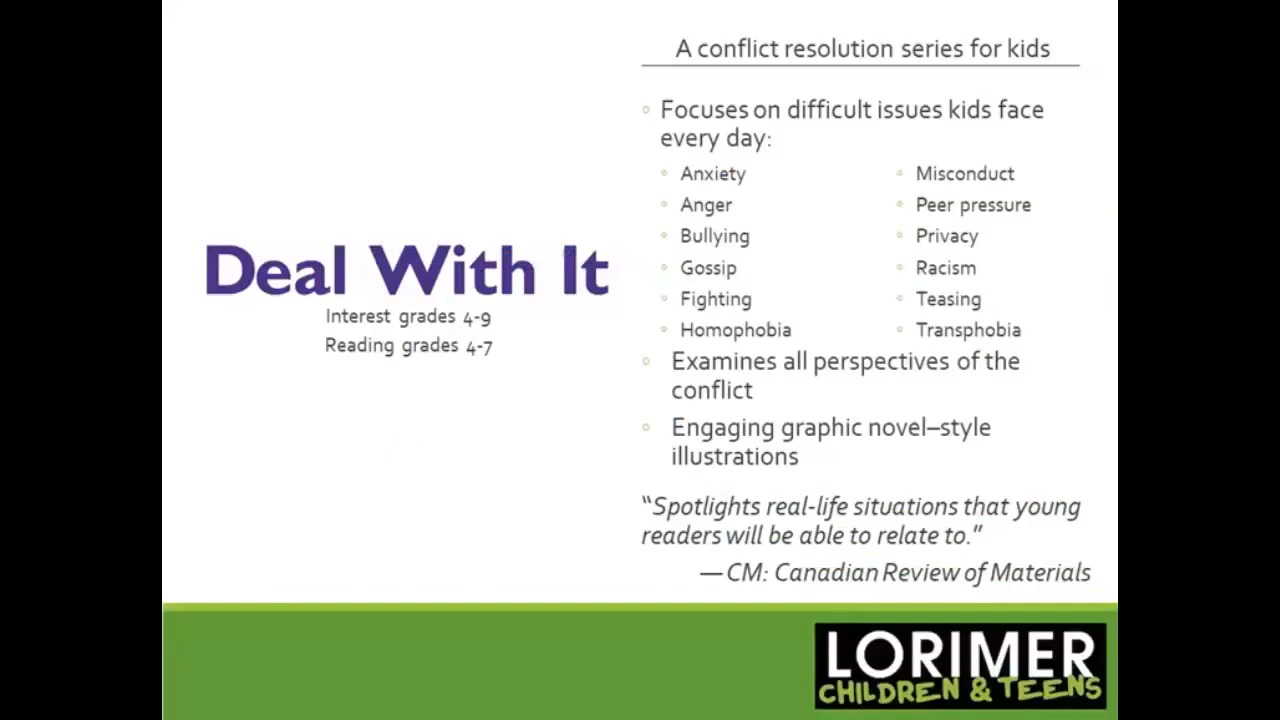 Deal With It
Interest grades 4-9
Reading grades 4-7
A conflict resolution series for kids
Focuses on difficult issues kids face
every day:
Anxiety
Anger
Bullying
Gossip
Fighting
Homophobia
Misconduct
Peer pressure
Privacy
Racism
Teasing
Transphobia
Examines all perspectives of the
conflict
Engaging graphic novel–style
illustrations
“Spotlights real-life situations that young
readers will be able to relate to.”
— CM: Canadian Review of Materials
LORIMER
CHILDREN & TEENS